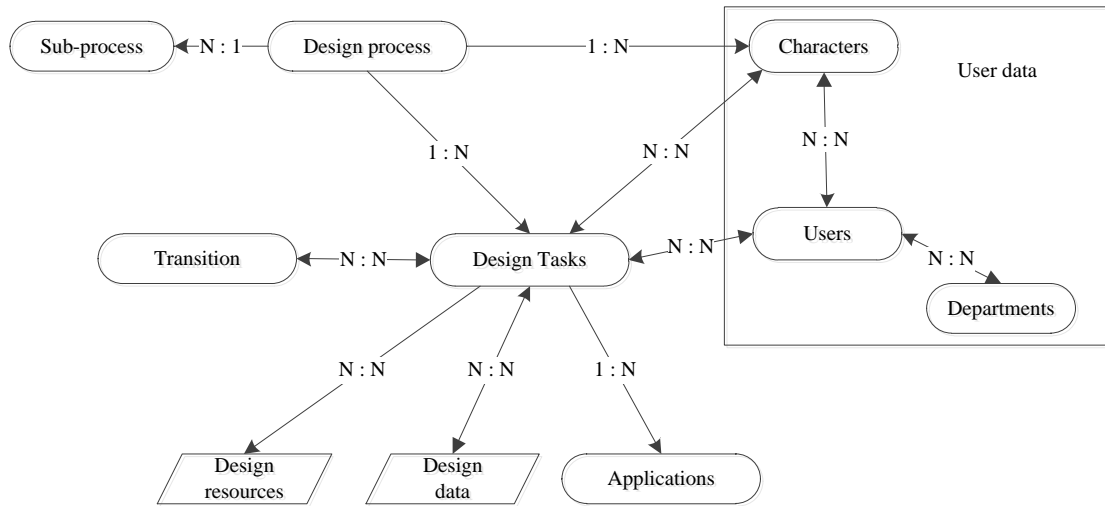 Sub-process
N : 1
Design process
1 : N
Characters
User data
N : N
1 : N
N : N
Transition
N : N
Design Tasks
N : N
Users
N : N
Departments
N : N
N : N
1 : N
Design
resources
Design
data
Applications